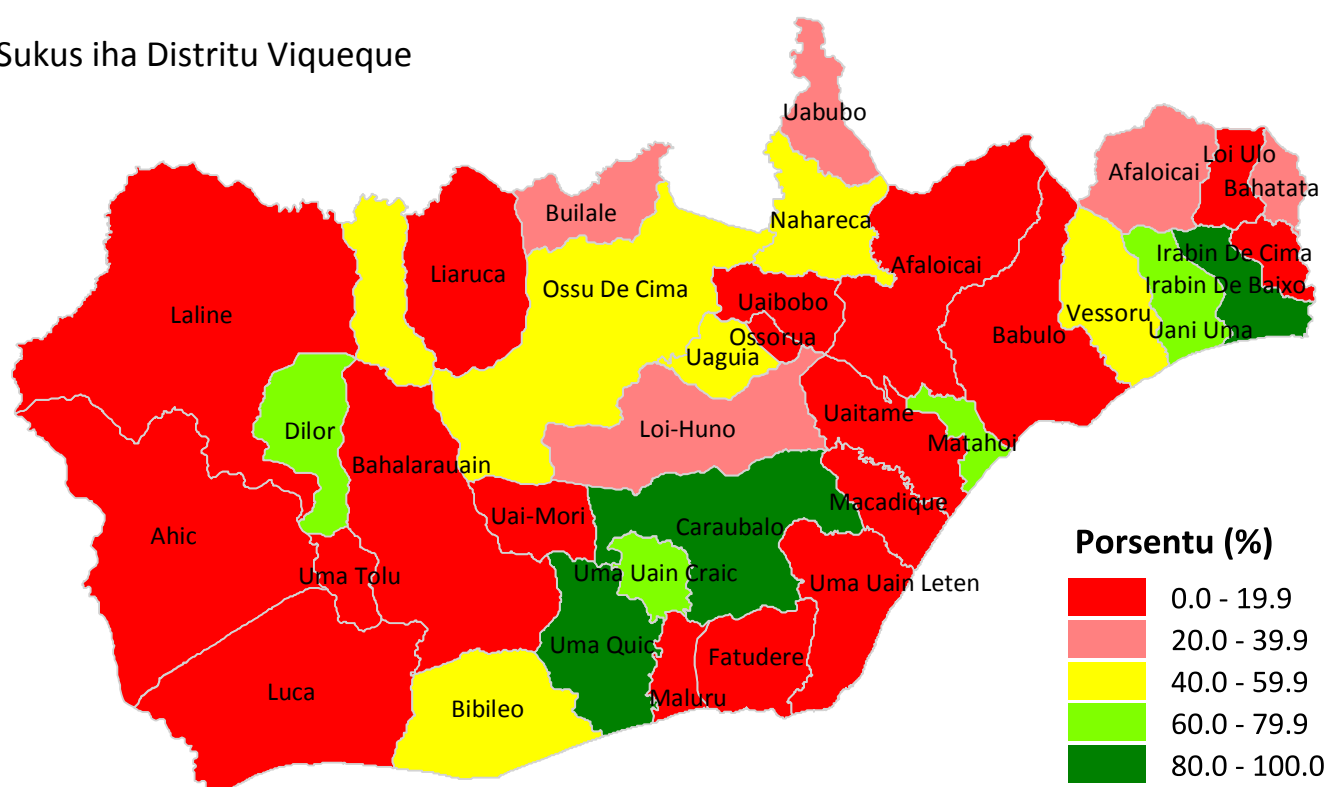 Sukus iha Distritu Viqueque
Uabubo
Loi Ulo
Afaloicai
Bahatata
Builale
Nahareca
Irabin De Cima
Liaruca
Afaloicai
Irabin De Baixo
Ossu De Cima
Uaibobo
Laline
Vessoru
Uani Uma
Ossorua
Babulo
Uaguia
Uaitame
Dilor
Loi-Huno
Matahoi
Bahalarauain
Macadique
Uai-Mori
Caraubalo
Ahic
Uma Tolu
Uma Uain Craic
Uma Uain Leten
Uma Quic
Fatudere
Luca
Maluru
Bibileo
Porsentu (%)
0.0 - 19.9
20.0 - 39.9
40.0 - 59.9
60.0 - 79.9
80.0 - 100.0